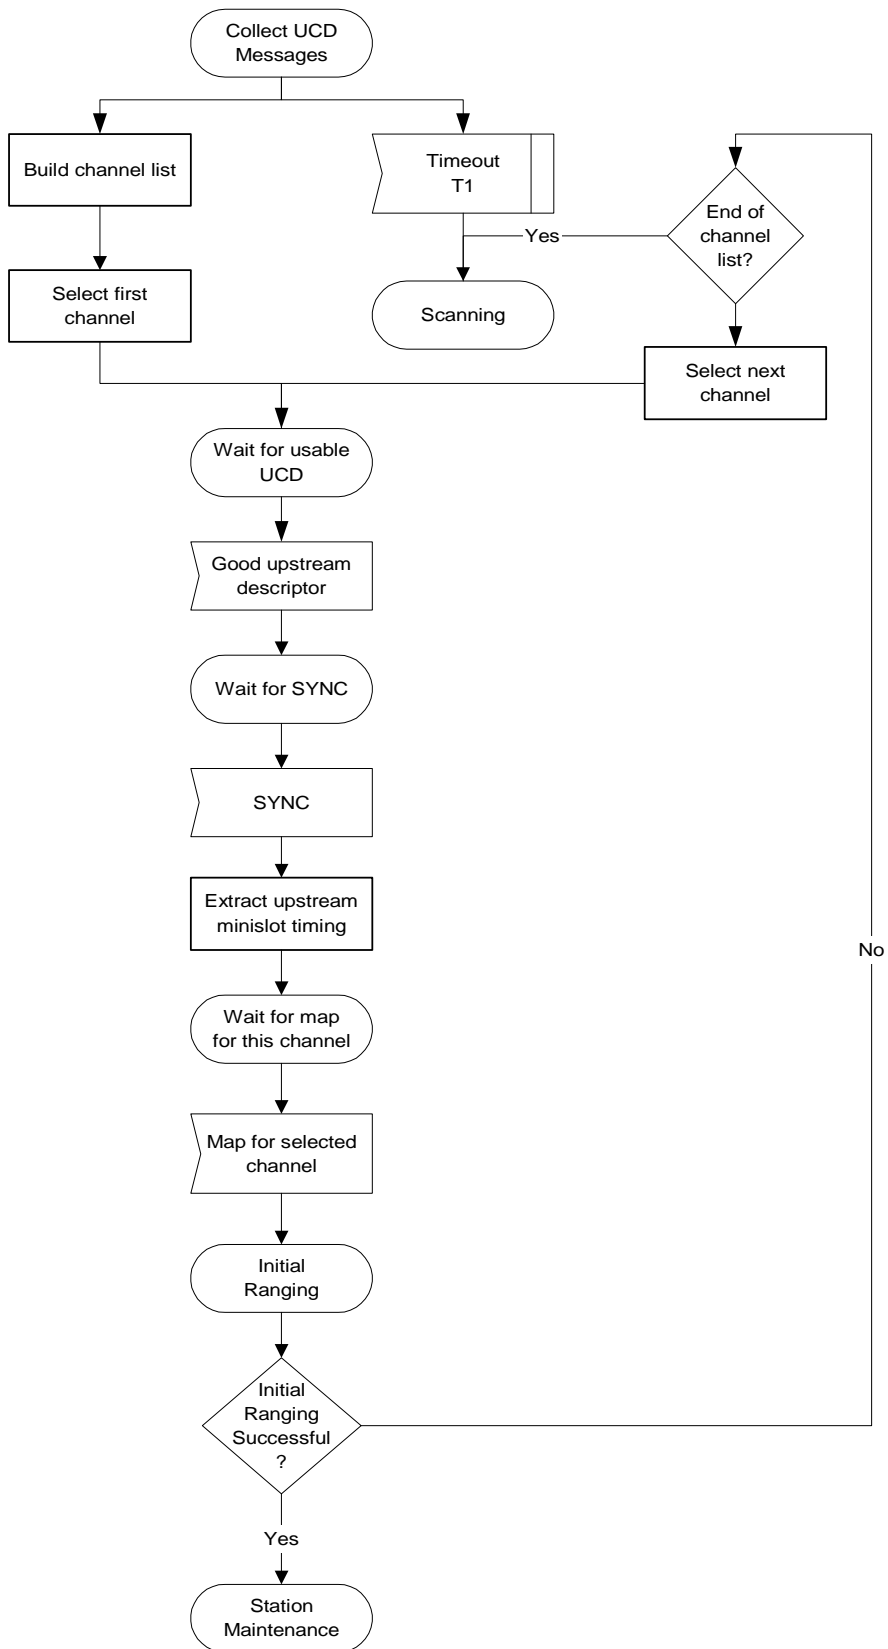 Collect UCD
Messages
Build channel list
Timeout
T1
End of
channel
list?
Yes
Select first
channel
Scanning
Select next
channel
Wait for usable
UCD
Good upstream
descriptor
Wait for SYNC
SYNC
Extract upstream
minislot timing
No
Wait for map
for this channel
Map for selected
channel
Initial
Ranging
Initial
Ranging
Successful
?
Yes
Station
Maintenance